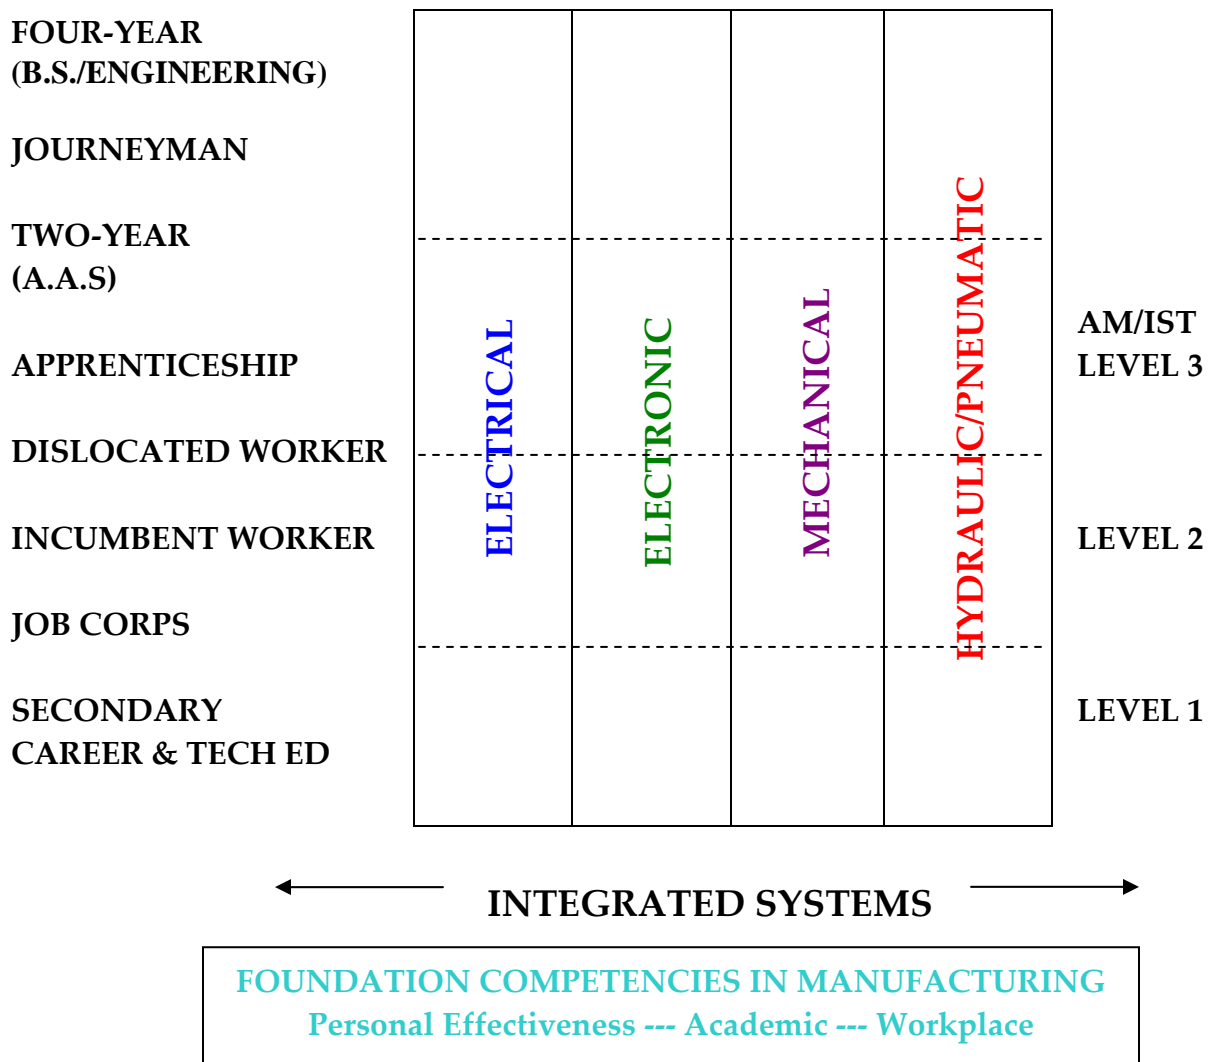 FOUR-YEAR
(B.S./ENGINEERING)
JOURNEYMAN
TWO-YEAR
(A.A.S)
APPRENTICESHIP
DISLOCATED WORKER
INCUMBENT WORKER
JOB CORPS
SECONDARY
CAREER & TECH ED
ELECTRICAL
ELECTRONIC
MECHANICAL
HYDRAULIC/PNEUMATIC
AM/IST
LEVEL 3
LEVEL 2
LEVEL 1
INTEGRATED SYSTEMS
FOUNDATION COMPETENCIES IN MANUFACTURING
Personal Effectiveness --- Academic --- Workplace